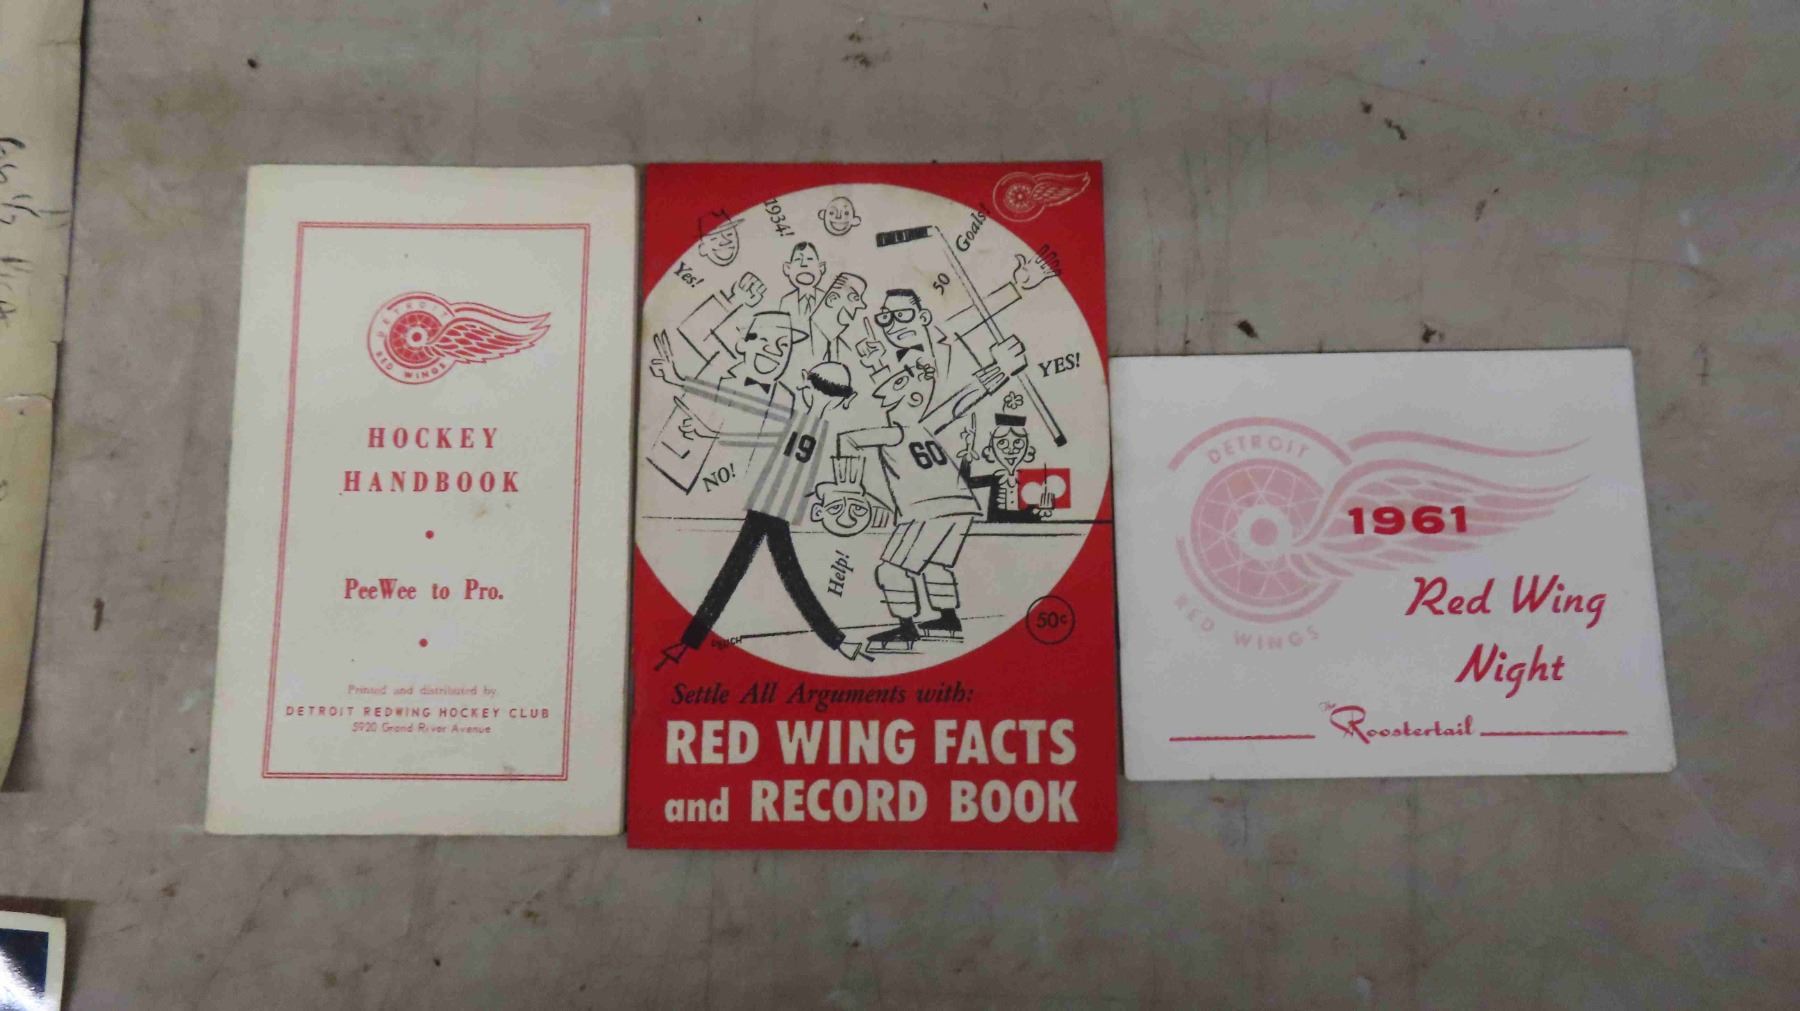 DETROIT
RED WINGS
HOCKEY
HANDBOOK
PeeWee to Pro.
Printed and distributed by
DETROIT REDWING HOCKEY CLUB
5920 Grand River Avenue
1934!
Goals!
Yes!
50
YES!
19
60
NO!
Help!
50¢
Settle All Arguments with:
RED WING FACTS
and RECORD BOOK
DETROIT
RED WINGS
1961
Red Wing
Night
The
Roostertail